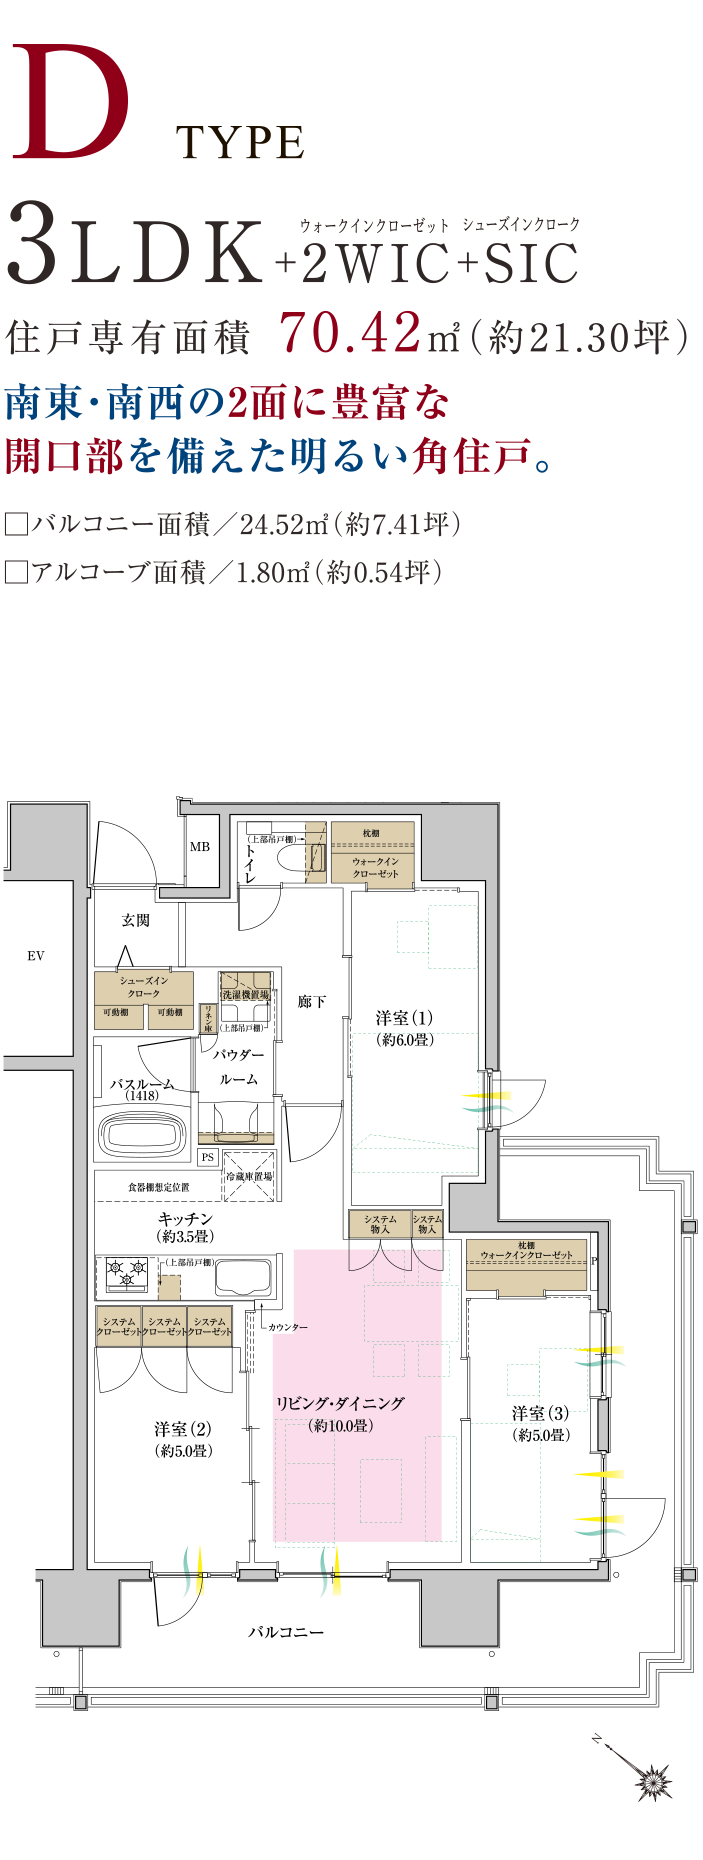 D TYPE
ウォークインクローゼット シューズインクローク
3LDK+2WIC+SIC
住戸専有面積 70.42㎡(約21.30坪)
南東・南西の2面に豊富な
開口部を備えた明るい角住戸。
□バルコニー面積／24.52㎡(約7.41坪)
□アルコーブ面積／1.80㎡(約0.54坪)
MB
(上部吊戸棚)
トイレ
枕棚
ウォークイン
クローゼット
玄関
EV
シューズイン
クローク
可動棚
可動棚
リネン庫
洗濯機置場
(上部吊戸棚)
廊下
洋室(1)
(約6.0畳)
パウダー
ルーム
バスルーム
(1418)
PS
冷蔵庫置場
食器棚想定位置
キッチン
(約3.5畳)
(上部吊戸棚)
システム
物入
システム
物入
枕棚
ウォークインクローゼット
P
システム
クローゼット
システム
クローゼット
システム
クローゼット
カウンター
リビング・ダイニング
(約10.0畳)
洋室(2)
(約5.0畳)
洋室(3)
(約5.0畳)
バルコニー
N